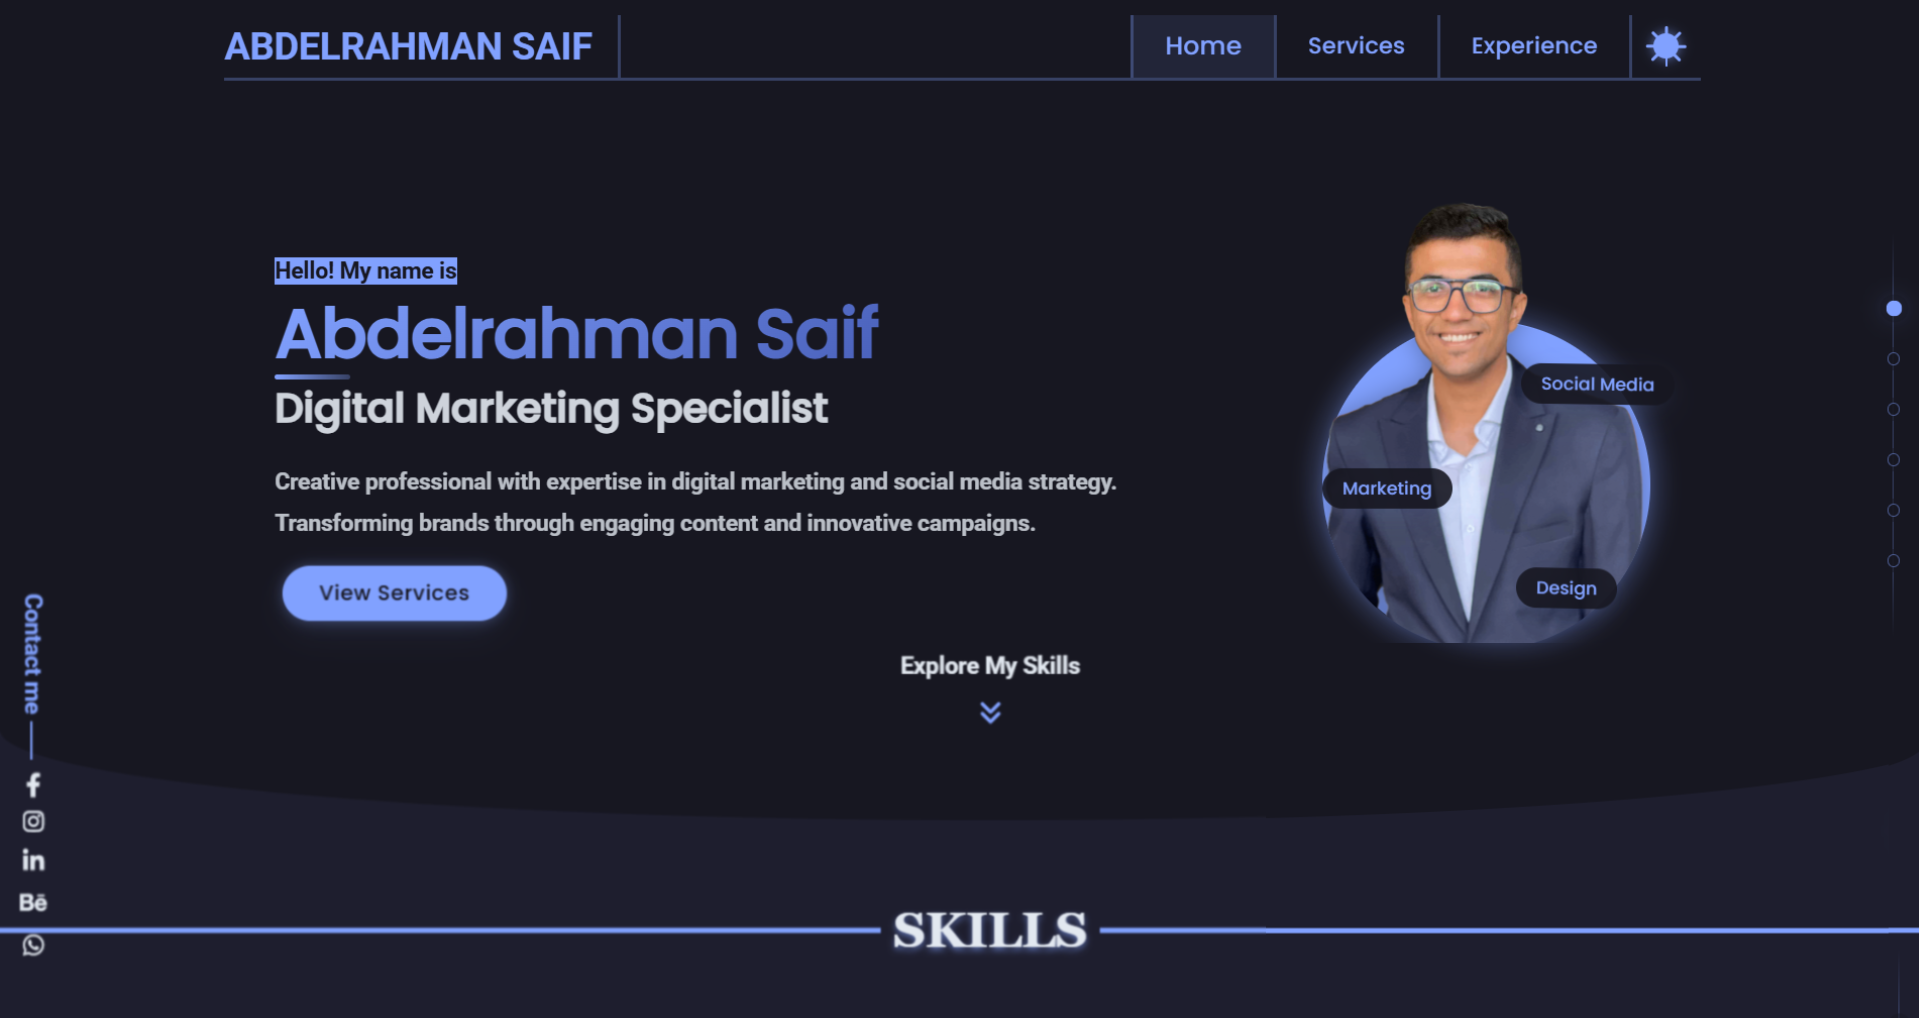 ABDELRAHMAN SAIF
Home
Services
Experience
Hello! My name is
Abdelrahman Saif
Digital Marketing Specialist
Creative professional with expertise in digital marketing and social media strategy.
Transforming brands through engaging content and innovative campaigns.
View Services
Social Media
Marketing
Design
Explore My Skills
Contact me
Bē
SKILLS